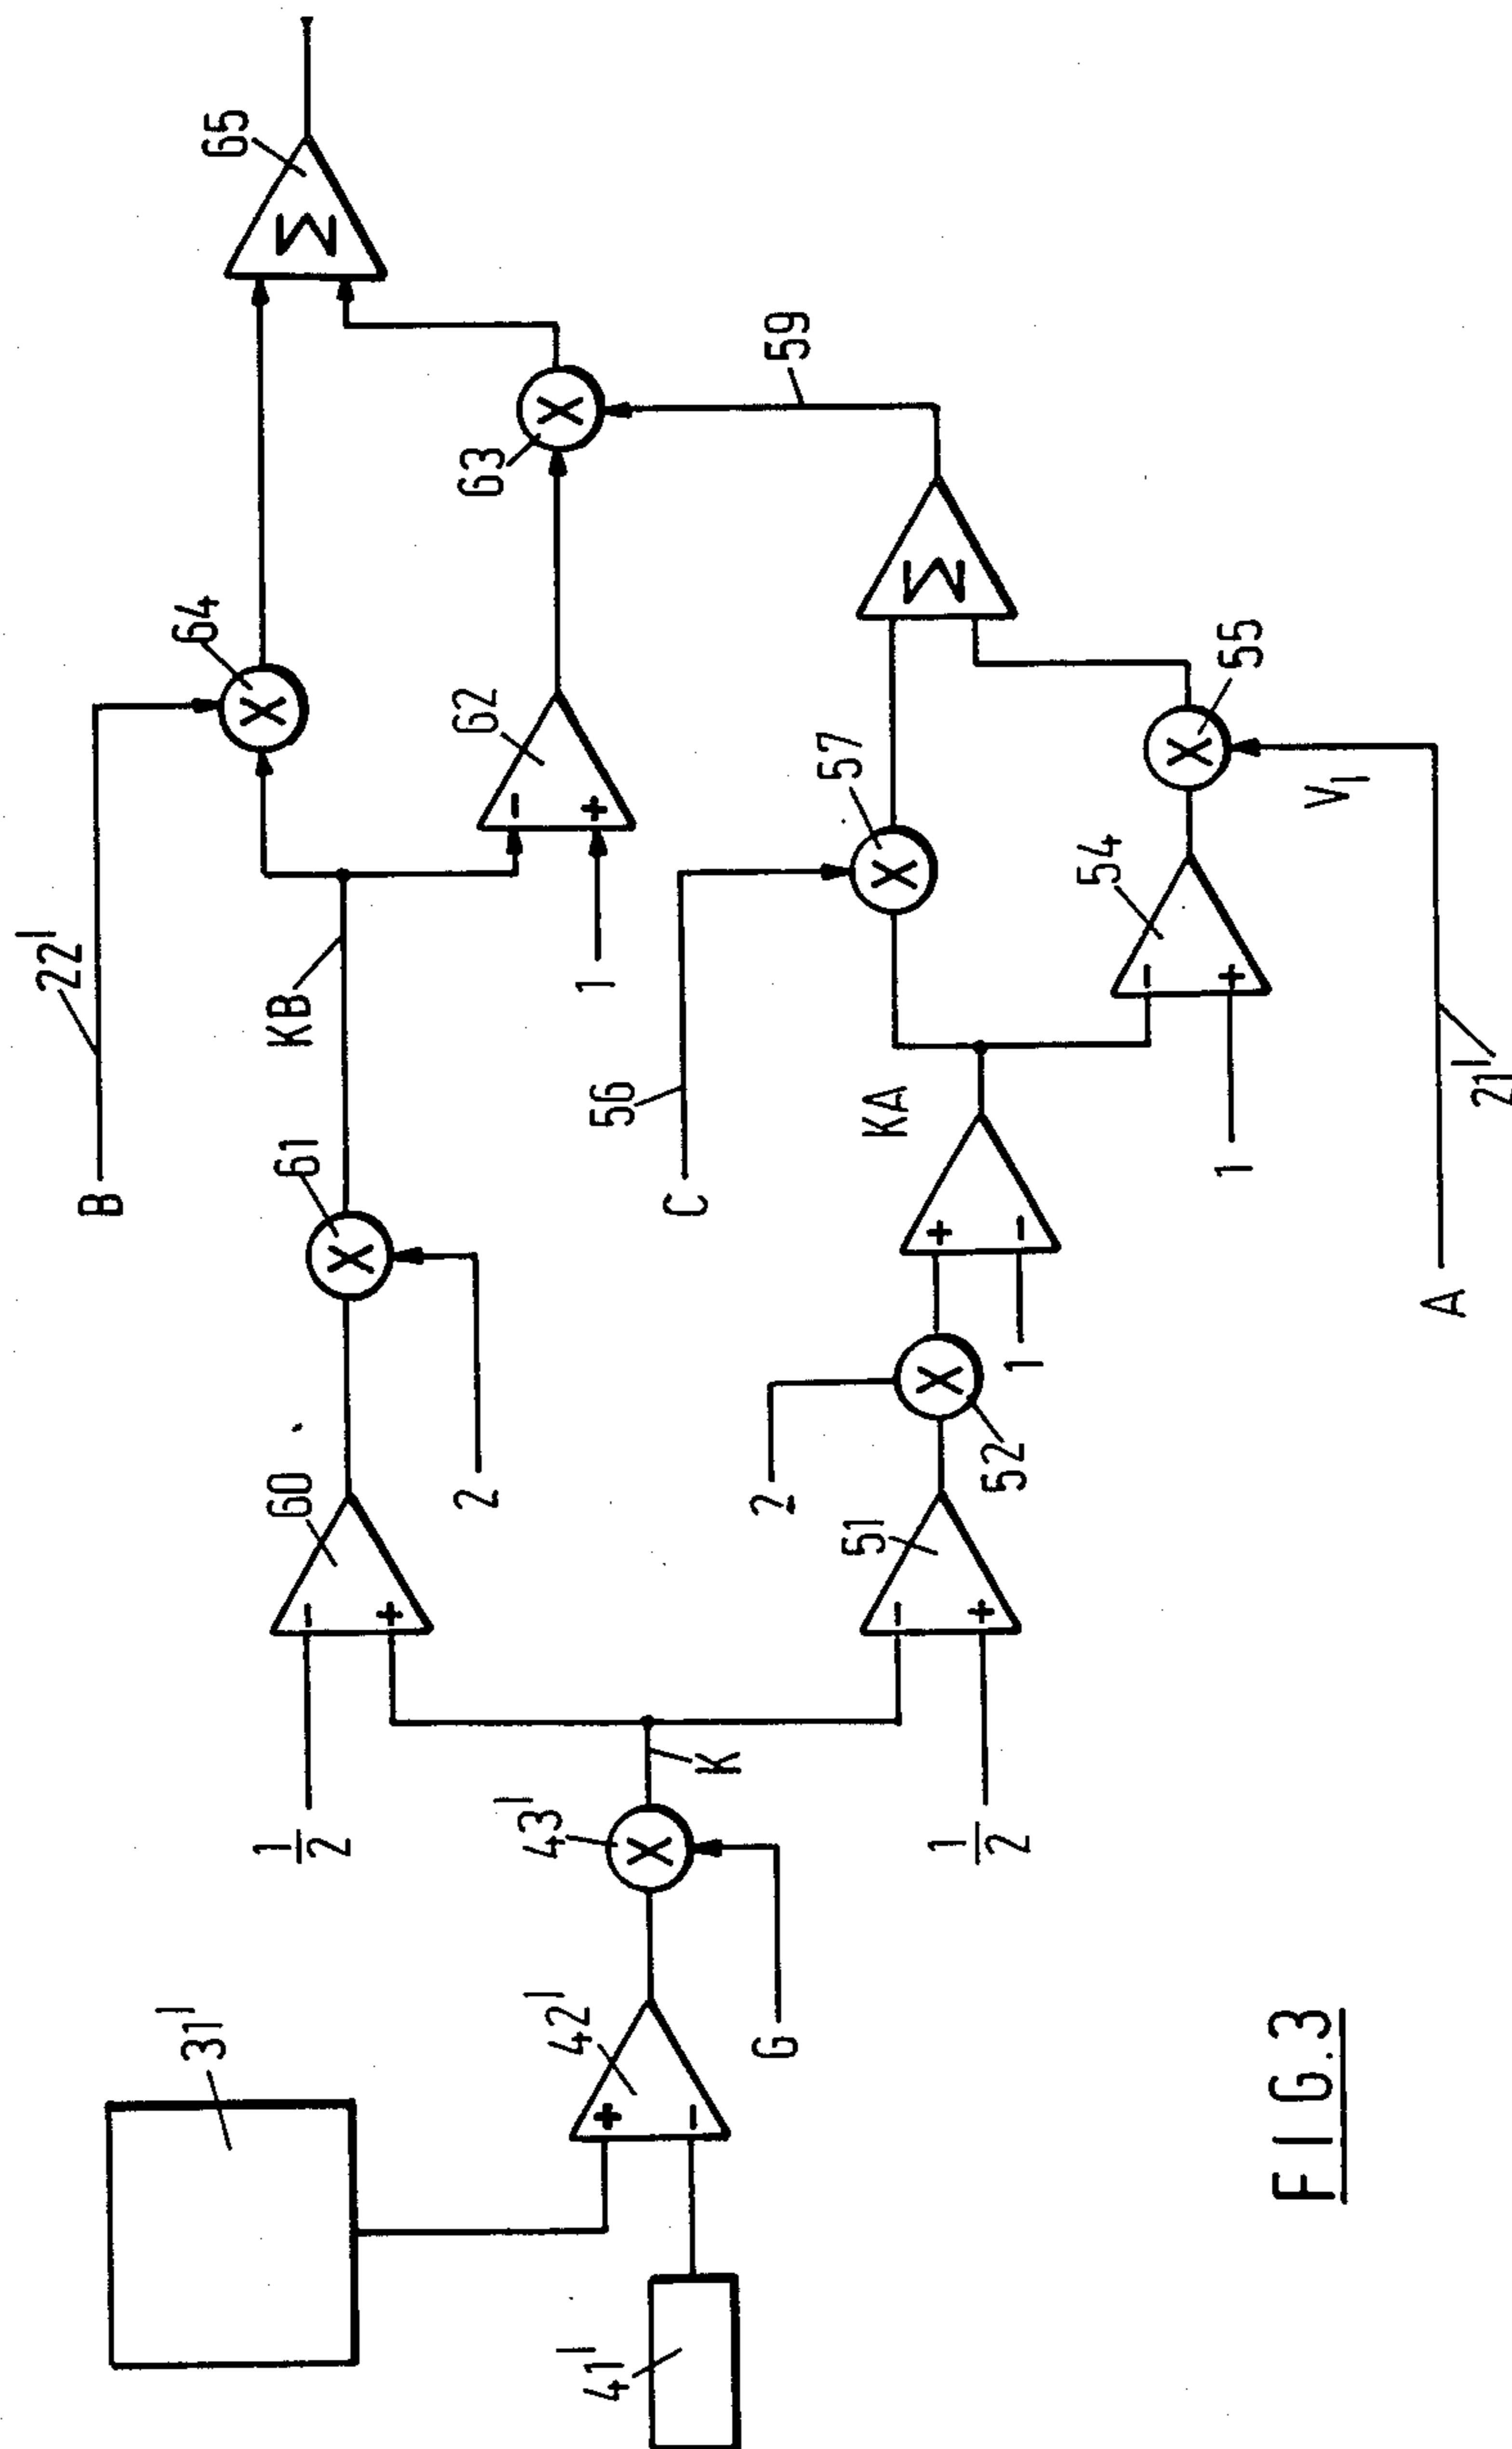 31'
41'
42'
+
−
G
43'
X
K
1/2
−
+
60
2
61
X
KB
B
22'
64
X
1
−
+
62
63
X
65
Σ
59
1/2
−
+
51
2
X
52
1
+
−
KA
C
56
57
X
Σ
1
−
+
54
X
55
V1
A
21'
FIG.3